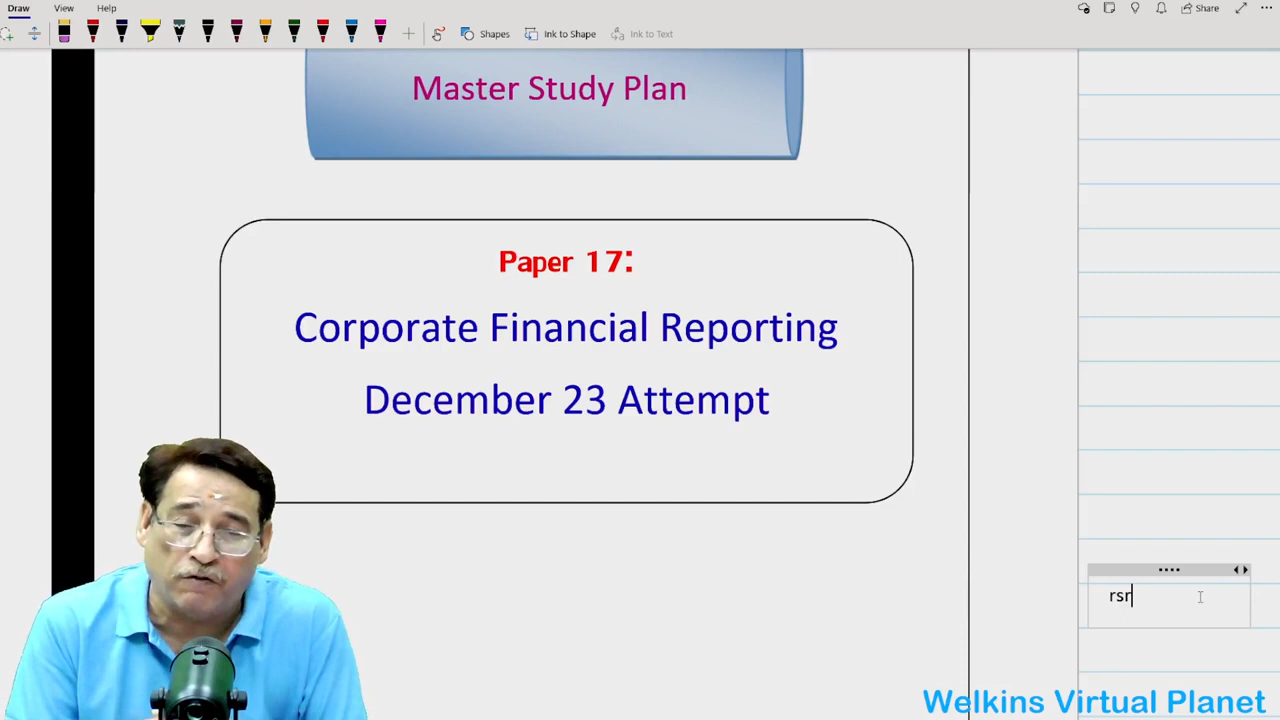 Draw View Help
Share
Shapes Ink to Shape Ink to Text
Master Study Plan
Paper 17:
Corporate Financial Reporting
December 23 Attempt
rsr
Welkins Virtual Planet